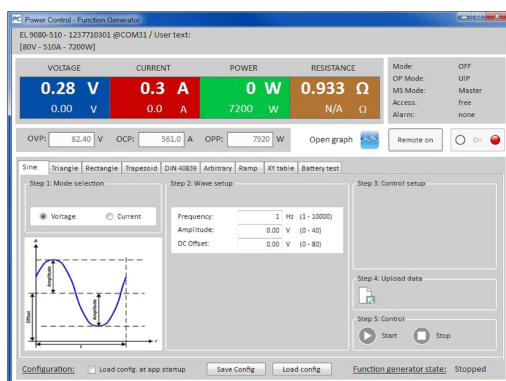 PC Power Control - Function Generator
EL 9080-510 - 1237710301 @COM31 / User text:
[80V - 510A - 7200W]
VOLTAGE CURRENT POWER RESISTANCE
0.28 V 0.3 A 0 W 0.933 Ω
0.00 V 0.0 A 7200 W N/A Ω
Mode: OFF
OP Mode: UIP
MS Mode: Master
Access: free
Alarm: none
OVP: 82.40 V OCP: 561.0 A OPP: 7920 W Open graph Remote on On
Sine Triangle Rectangle Trapezoid DIN 40839 Arbitrary Ramp XY table Battery test
Step 1: Mode selection
Voltage Current
Step 2: Wave setup
Frequency: 1 Hz (1 - 10000)
Amplitude: 0.00 V (0 - 40)
DC Offset: 0.00 V (0 - 80)
Step 3: Control setup
A
Amplitude
Amplitude
Offset
t
f
Step 4: Upload data
Step 5: Control
Start Stop
Configuration: Load config. at app startup Save Config Load config Function generator state: Stopped